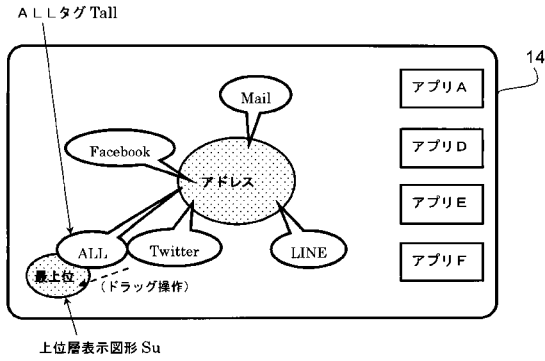 ＡＬＬタグ Tall
14
Mail
アプリＡ
Facebook
アプリＤ
アドレス
アプリＥ
ALL
Twitter
LINE
アプリＦ
最上位
（ドラッグ操作）
上位層表示図形 Su